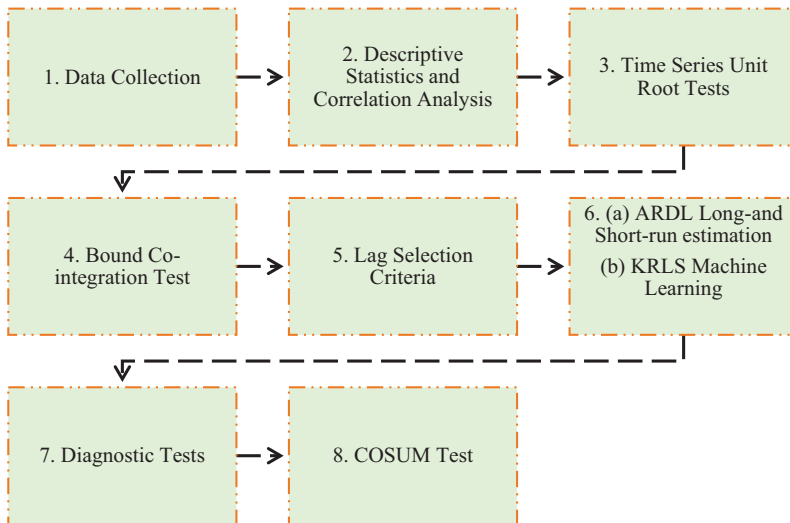 1. Data Collection
2. Descriptive
Statistics and
Correlation Analysis
3. Time Series Unit
Root Tests
4. Bound Co-
integration Test
5. Lag Selection
Criteria
6. (a) ARDL Long-and
Short-run estimation
(b) KRLS Machine
Learning
7. Diagnostic Tests
8. COSUM Test